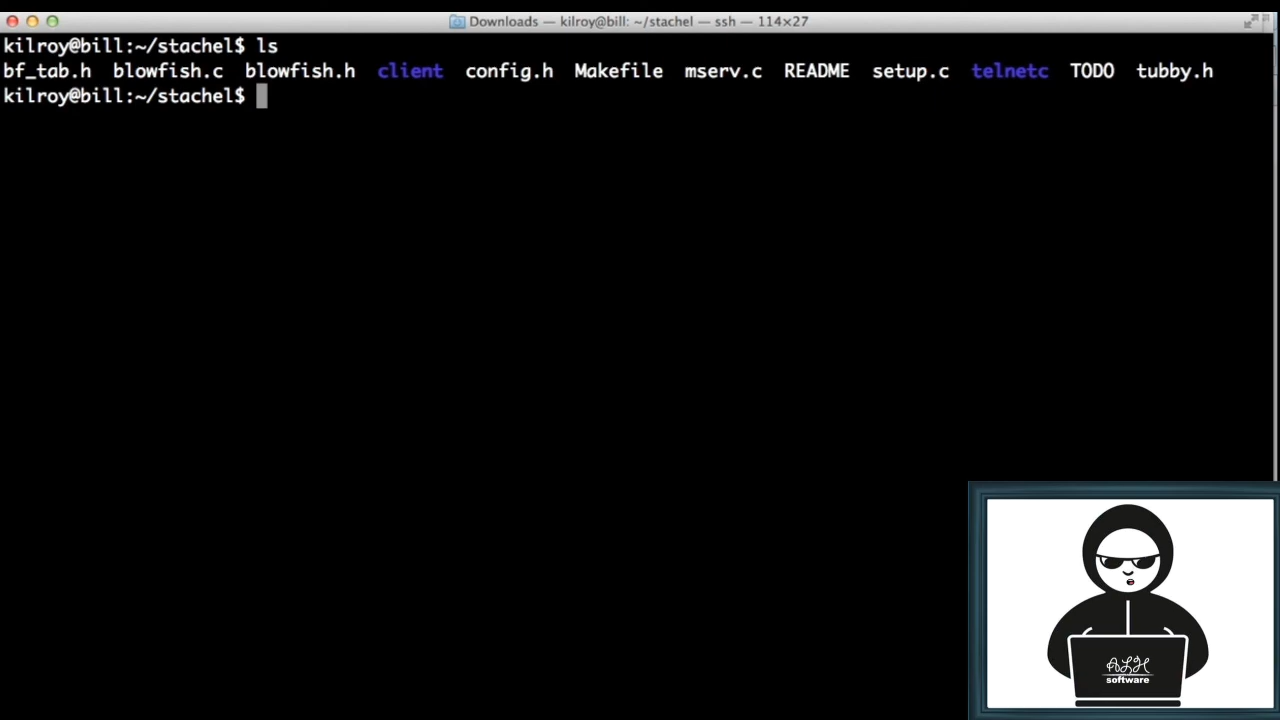 Downloads — kilroy@bill: ~/stachel — ssh — 114×27
kilroy@bill:~/stachel$ ls
bf_tab.h blowfish.c blowfish.h client config.h Makefile mserv.c README setup.c telnetc TODO tubby.h
kilroy@bill:~/stachel$
ALH
software